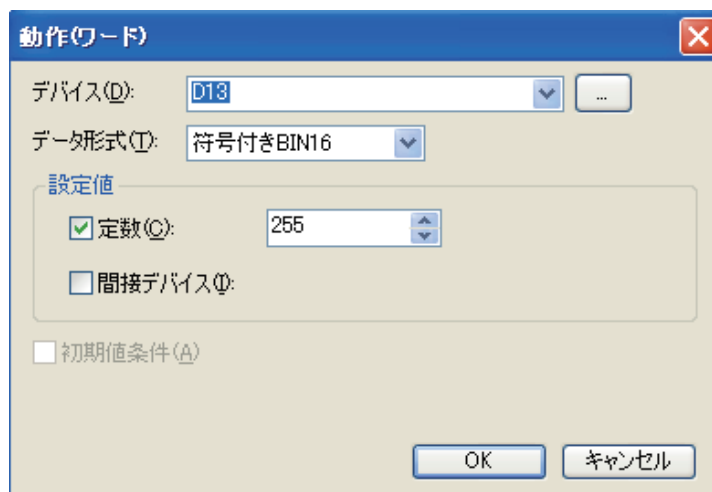 動作(ワード)
デバイス(D): D13 ...
データ形式(T): 符号付きBIN16
設定値
定数(C): 255
間接デバイス(I):
初期値条件(A)
OK キャンセル